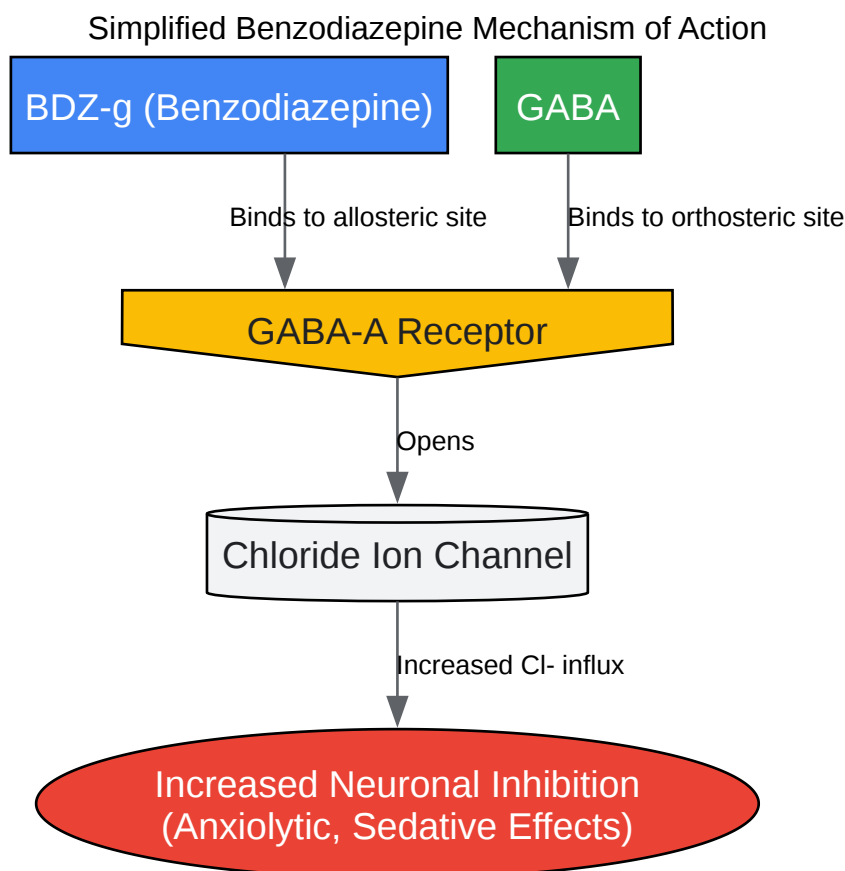 Simplified Benzodiazepine Mechanism of Action
BDZ-g (Benzodiazepine)
GABA
Binds to allosteric site
Binds to orthosteric site
GABA-A Receptor
Opens
Chloride Ion Channel
Increased Cl- influx
Increased Neuronal Inhibition
(Anxiolytic, Sedative Effects)